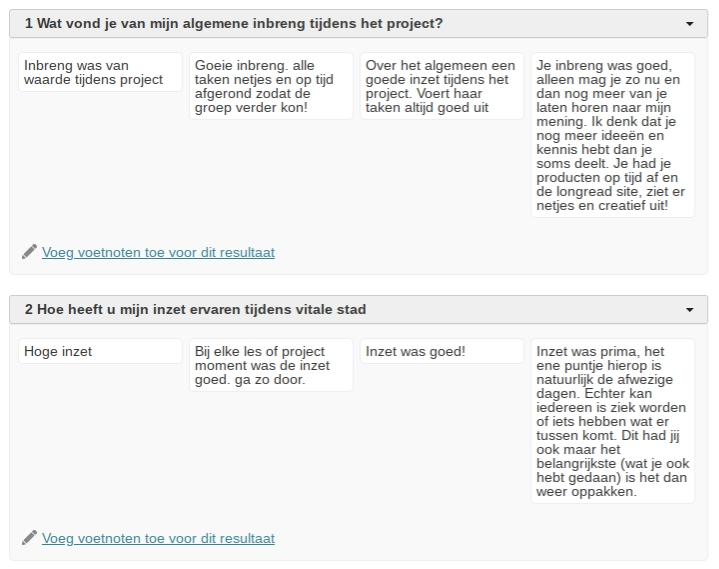 1 Wat vond je van mijn algemene inbreng tijdens het project?
Inbreng was van
waarde tijdens project
Goeie inbreng. alle
taken netjes en op tijd
afgerond zodat de
groep verder kon!
Over het algemeen een
goede inzet tijdens het
project. Voert haar
taken altijd goed uit
Je inbreng was goed,
alleen mag je zo nu en
dan nog meer van je
laten horen naar mijn
mening. Ik denk dat je
nog meer ideeën en
kennis hebt dan je
soms deelt. Je had je
producten op tijd af en
de longread site, ziet er
netjes en creatief uit!
Voeg voetnoten toe voor dit resultaat
2 Hoe heeft u mijn inzet ervaren tijdens vitale stad
Hoge inzet
Bij elke les of project
moment was de inzet
goed. ga zo door.
Inzet was goed!
Inzet was prima, het
ene puntje hierop is
natuurlijk de afwezige
dagen. Echter kan
iedereen is ziek worden
of iets hebben wat er
tussen komt. Dit had jij
ook maar het
belangrijkste (wat je ook
hebt gedaan) is het dan
weer oppakken.
Voeg voetnoten toe voor dit resultaat